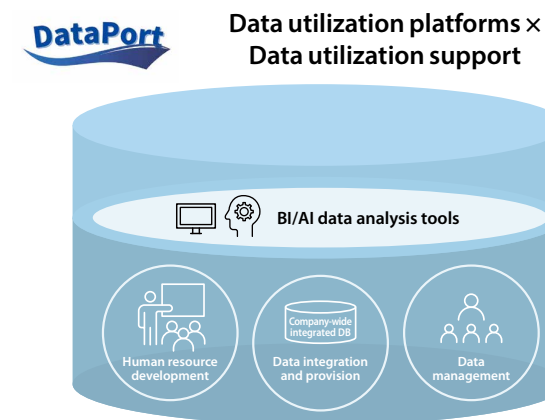 DataPort
Data utilization platforms ×
Data utilization support
BI/AI data analysis tools
Company-wide
integrated DB
Human resource
development
Data integration
and provision
Data
management